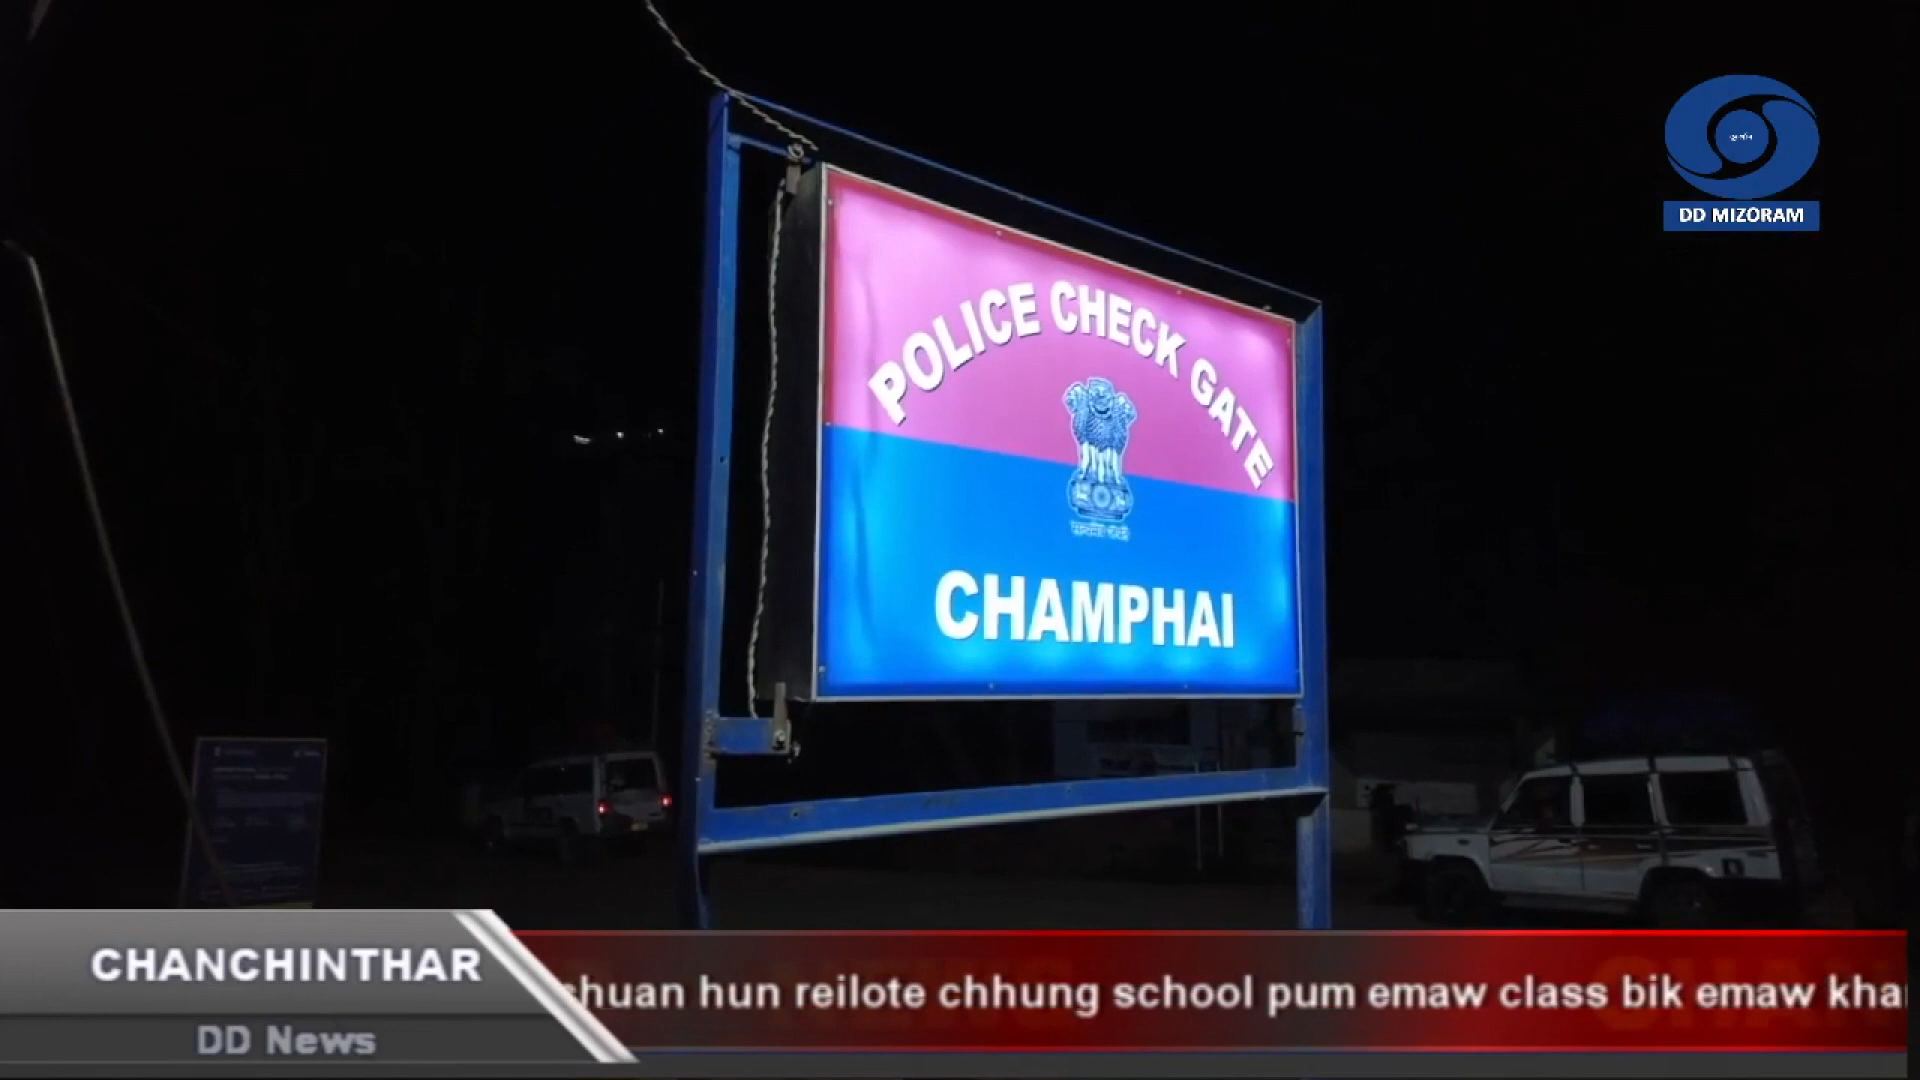 DD MIZORAM
POLICE CHECK GATE
CHAMPHAI
CHANCHINTHAR
DD News
shuan hun reilote chhung school pum emaw class bik emaw kha